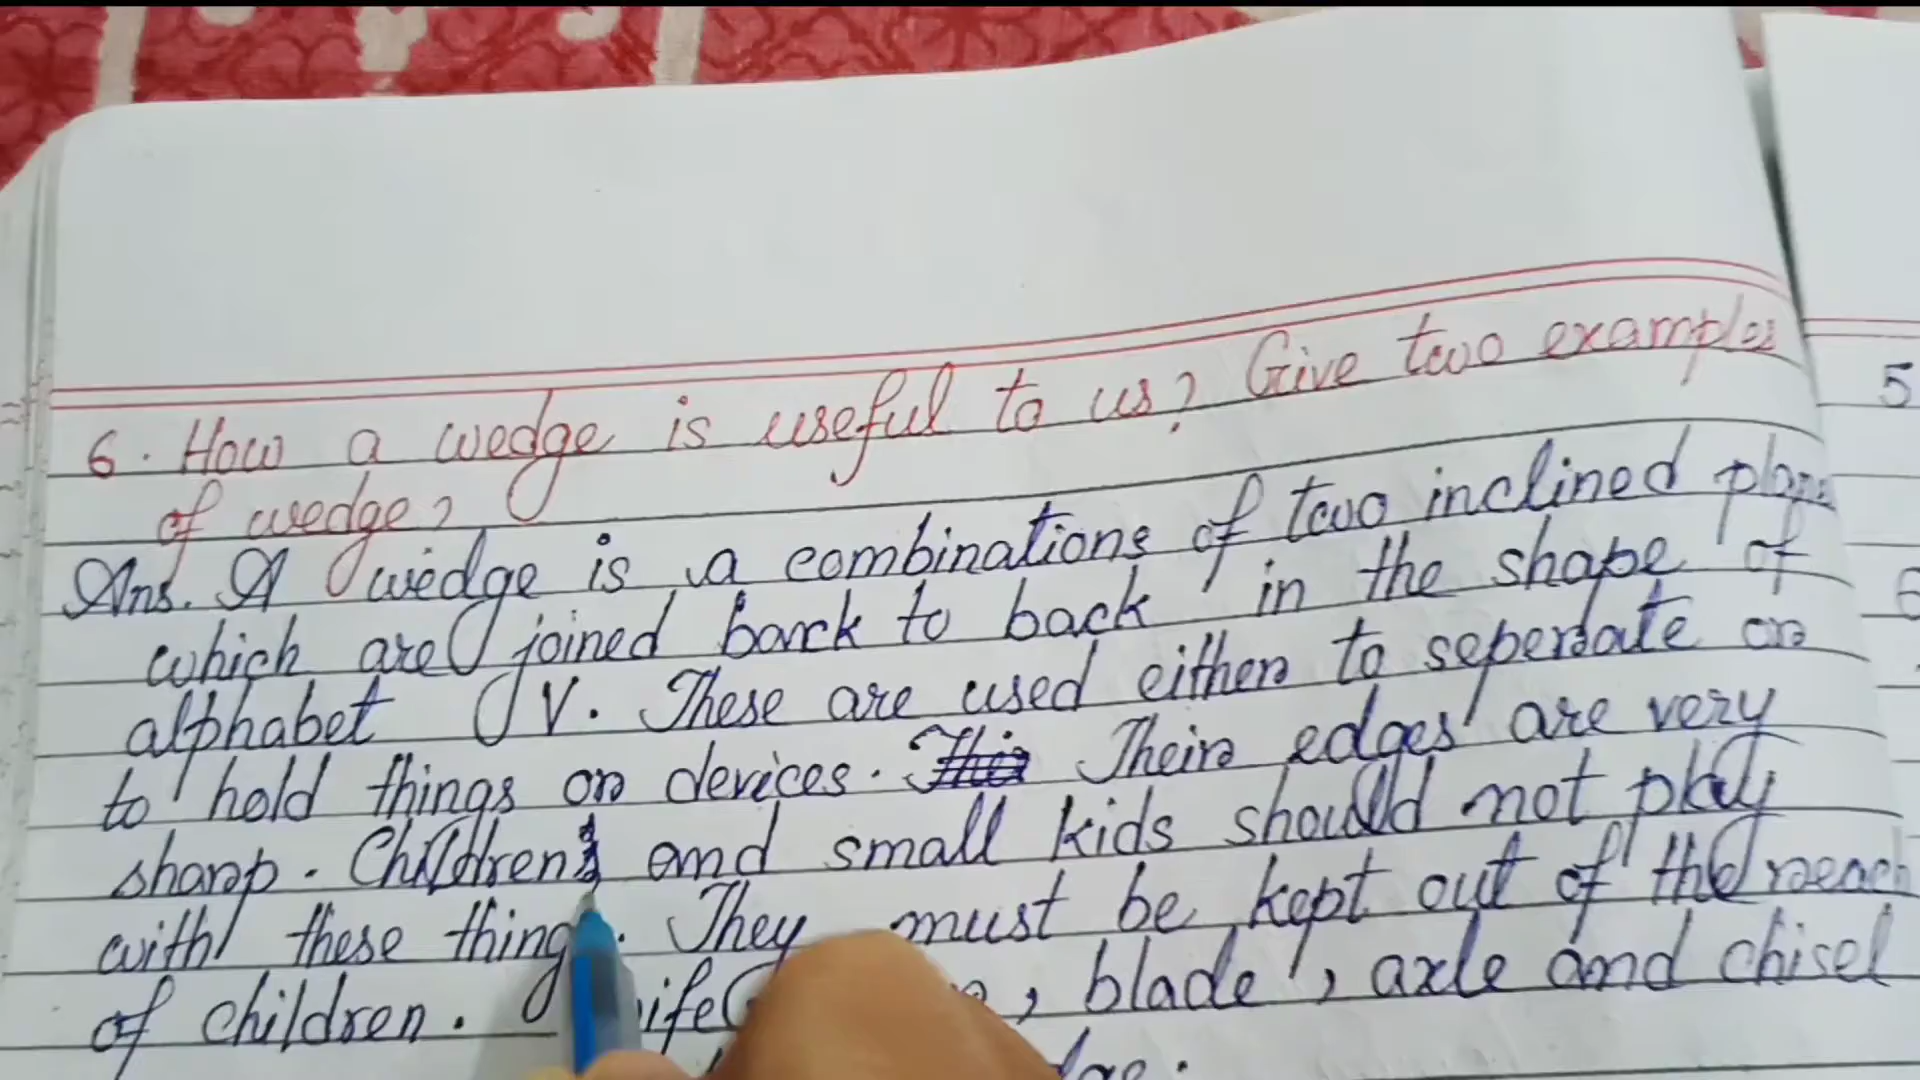 6. How a wedge is useful to us? Give two examples
of wedge?
Ans. A wedge is a combinations of two inclined
which are joined back to back in the shape of
alphabet V. These are used either to seperate or
to hold things or devices. Their edges are very
sharp. Children and small kids should not play
with these things. They must be kept out of the reach
of children. , blade, axle and chisel
5
6